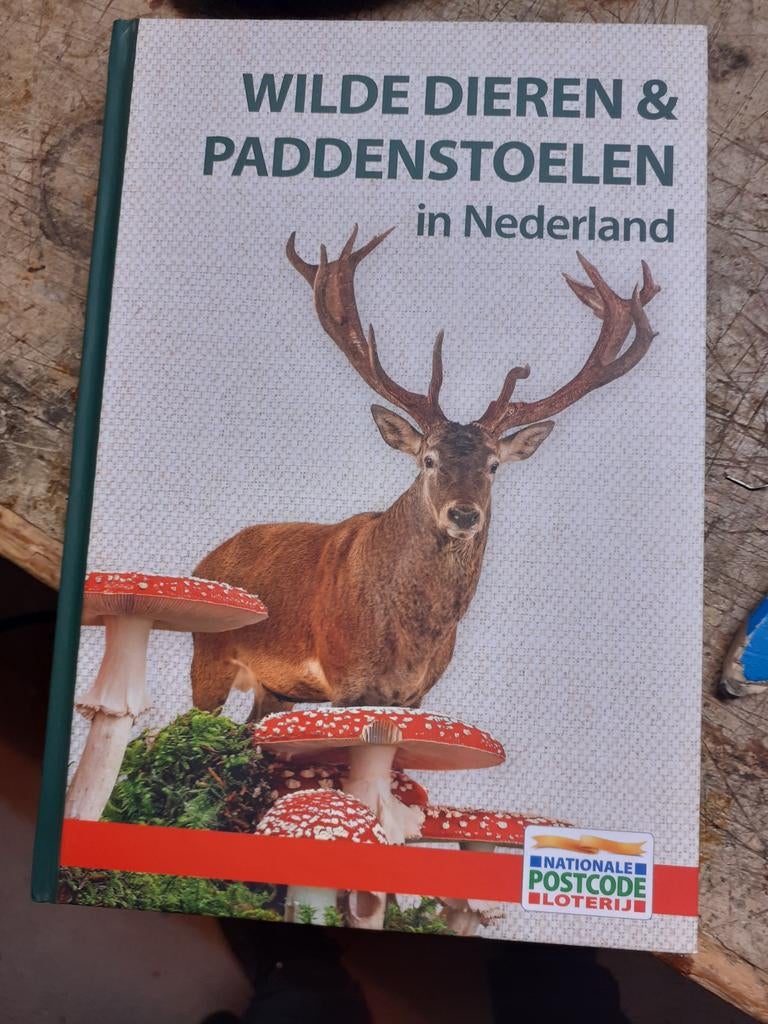 WILDE DIEREN &
PADDENSTOELEN
in Nederland
NATIONALE
POSTCODE
LOTERIJ